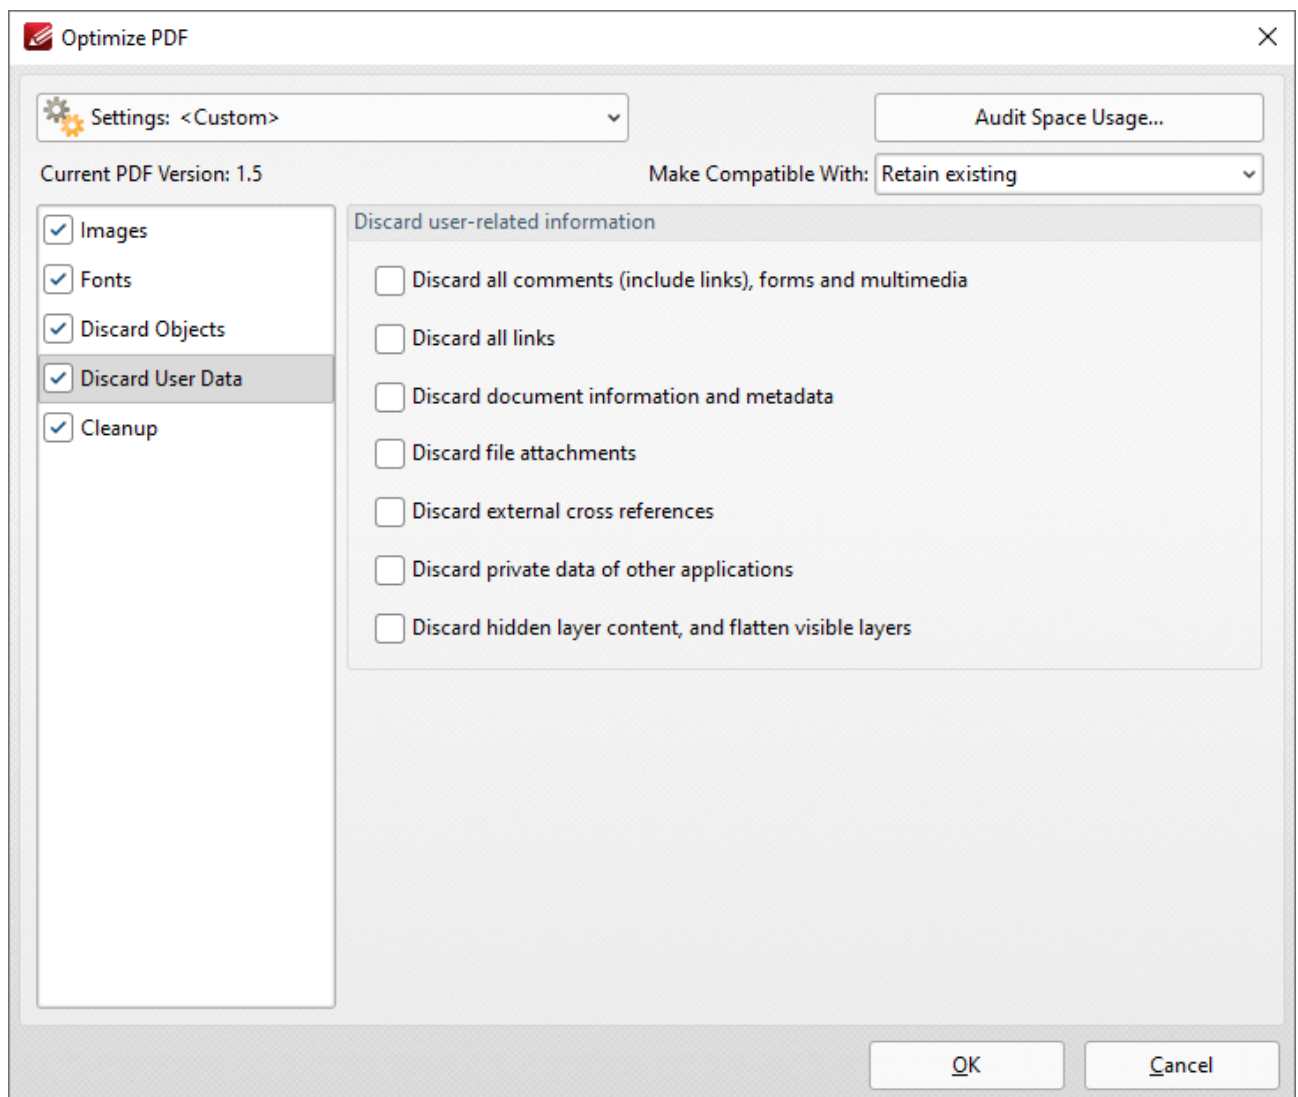 Optimize PDF
Settings: <Custom>
Audit Space Usage...
Current PDF Version: 1.5
Make Compatible With: Retain existing
Images
Fonts
Discard Objects
Discard User Data
Cleanup
Discard user-related information
Discard all comments (include links), forms and multimedia
Discard all links
Discard document information and metadata
Discard file attachments
Discard external cross references
Discard private data of other applications
Discard hidden layer content, and flatten visible layers
OK
Cancel